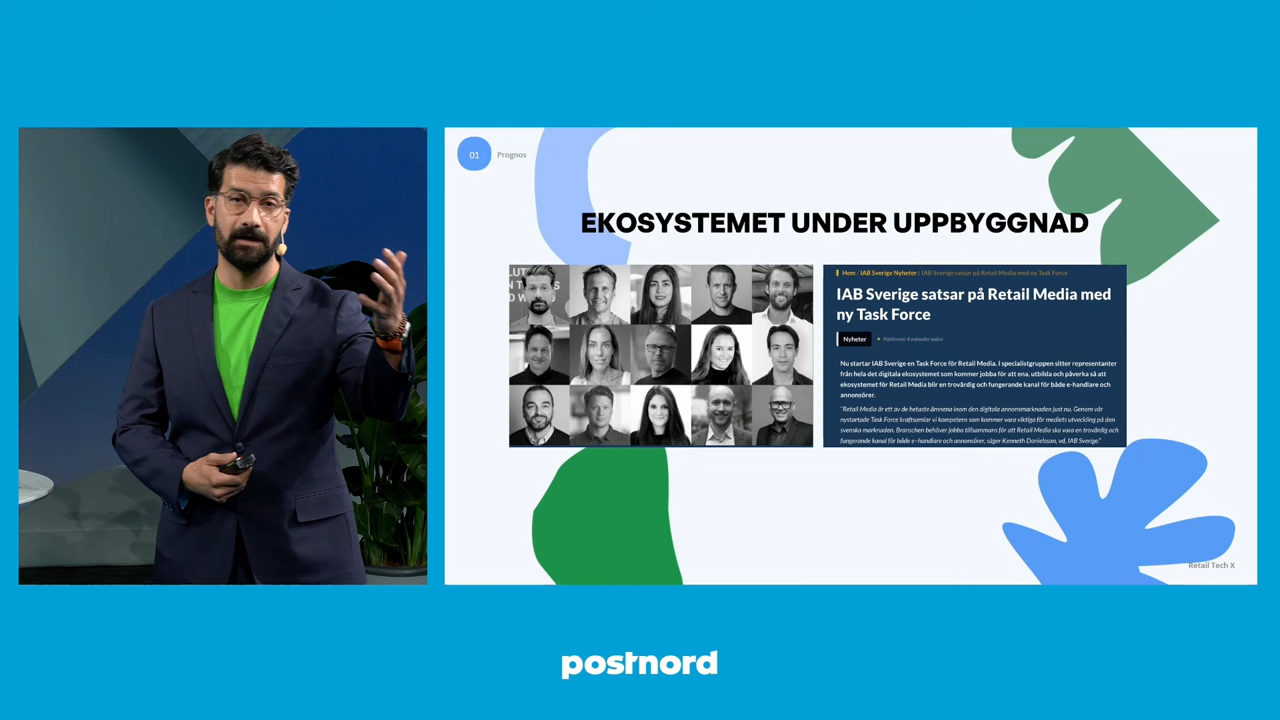 01
Prognos
EKOSYSTEMET UNDER UPPBYGGNAD
Hem / IAB Sverige Nyheter / IAB Sverige satsar på Retail Media med ny Task Force
IAB Sverige satsar på Retail Media med
ny Task Force
Nyheter
Publicerat: 4 månader sedan
Nu startar IAB Sverige en Task Force för Retail Media. I specialistgruppen sitter representanter
från hela det digitala ekosystemet som kommer jobba för att ena, utbilda och påverka så att
ekosystemet för Retail Media blir en trovärdig och fungerande kanal för både e-handlare och
annonsörer.
"Retail Media är ett av de hetaste ämnena inom den digitala annonsmarknaden just nu. Genom vår
nystartade Task Force kraftsamlar vi kompetens som kommer vara viktiga för mediets utveckling på den
svenska marknaden. Branschen behöver jobba tillsammans för att Retail Media ska vara en trovärdig och
fungerande kanal för både e-handlare och annonsörer, säger Kenneth Danielsson, vd, IAB Sverige."
Retail Tech X
postnord